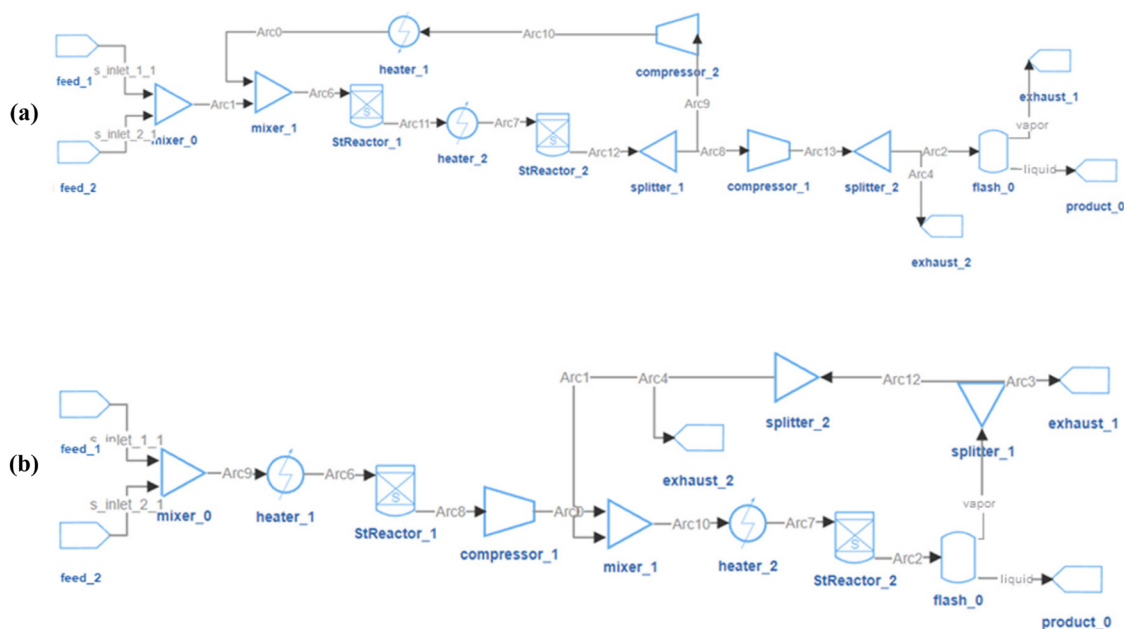 (a)
feed_1
s_inlet_1_1
s_inlet_2_1
feed_2
mixer_0
Arc1
Arc0
mixer_1
Arc6
StReactor_1
Arc11
heater_1
Arc10
heater_2
Arc7
StReactor_2
Arc12
splitter_1
compressor_2
Arc9
Arc8
compressor_1
Arc13
splitter_2
Arc2
Arc4
exhaust_2
flash_0
vapor
exhaust_1
liquid
product_0
(b)
feed_1
s_inlet_1_1
s_inlet_2_1
feed_2
mixer_0
Arc9
heater_1
Arc6
StReactor_1
Arc8
compressor_1
Arc1
Arc4
exhaust_2
splitter_2
Arc12
Arc3
exhaust_1
splitter_1
mixer_1
Arc10
heater_2
Arc7
StReactor_2
Arc2
flash_0
vapor
liquid
product_0